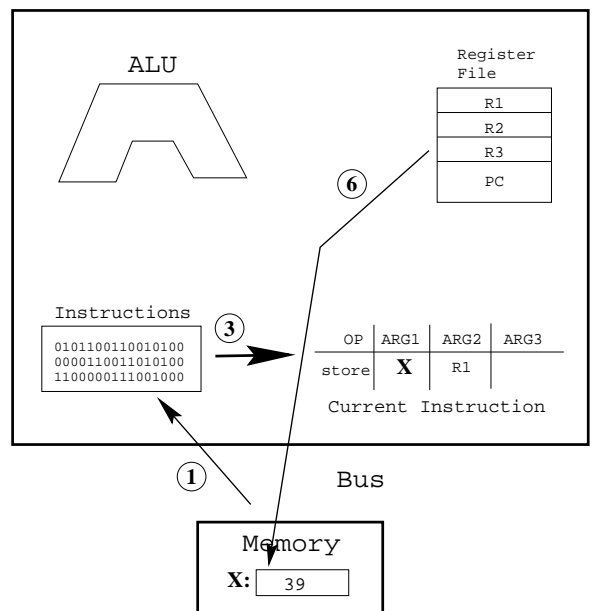 ALU
Register
File
R1
R2
R3
PC
6
Instructions
0101100110010100
0000110011010100
1100000111001000
3
OP ARG1 ARG2 ARG3
store X R1
Current Instruction
1
Bus
Memory
X: 39